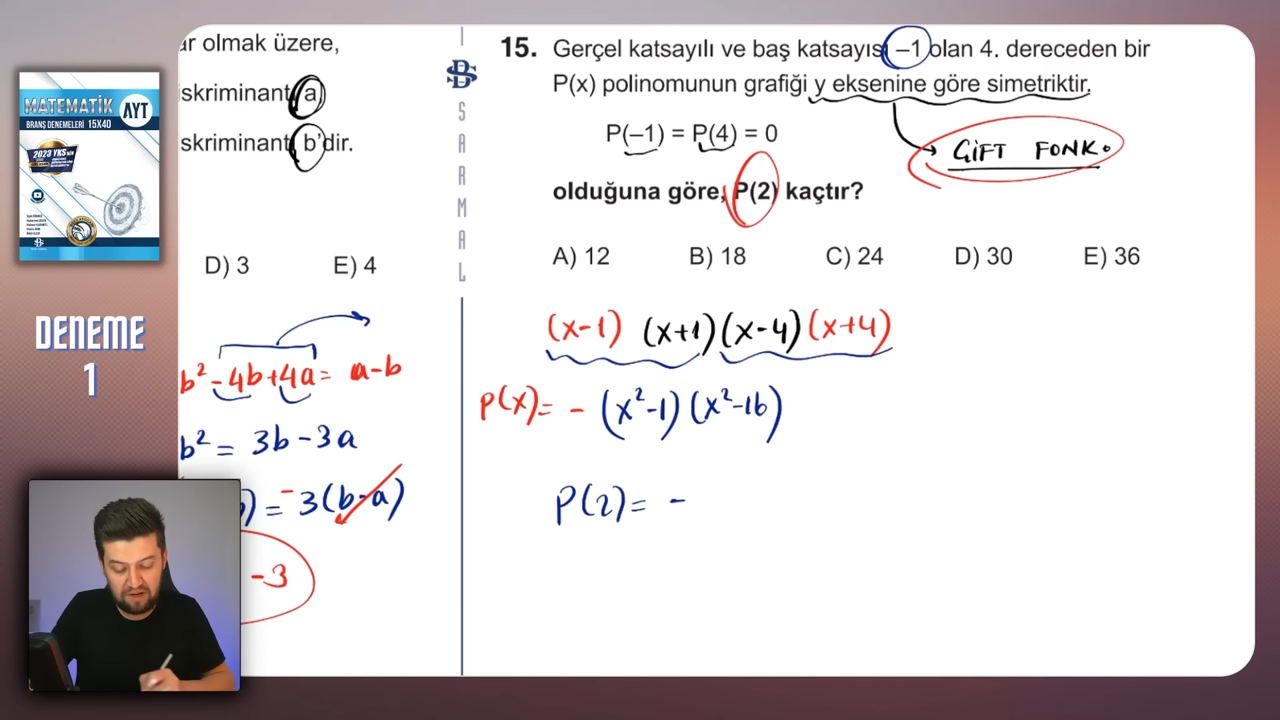 MATEMATİK
AYT
BRANŞ DENEMELERİ 15X40
2023 YKS'NİN
DENEME
1
ar olmak üzere,
iskriminantı a,
skriminantı b'dir.
D) 3 E) 4
b² - 4b + 4a = a - b
b² = 3b - 3a
) = - 3(b - a)
-3
SARMAL
15. Gerçel katsayılı ve baş katsayısı –1 olan 4. dereceden bir
P(x) polinomunun grafiği y eksenine göre simetriktir.
P(–1) = P(4) = 0
ÇİFT FONK.
olduğuna göre, P(2) kaçtır?
A) 12 B) 18 C) 24 D) 30 E) 36
(x-1) (x+1) (x-4) (x+4)
P(x) = - (x²-1) (x²-16)
P(2) = -